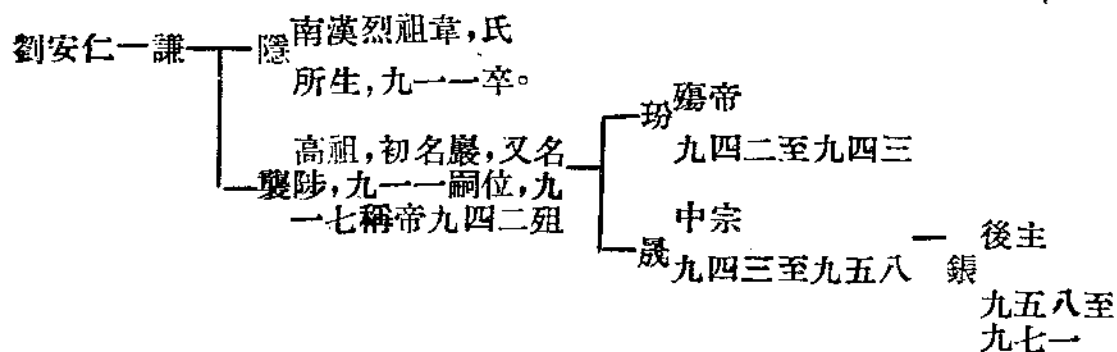 劉安仁
謙
隱
南漢烈祖韋,氏
所生,九一一卒。
龑
高祖,初名巖,又名
陟,九一一嗣位,九
一七稱帝九四二殂
玢
殤帝
九四二至九四三
晟
中宗
九四三至九五八
鋹
後主
九五八至
九七一